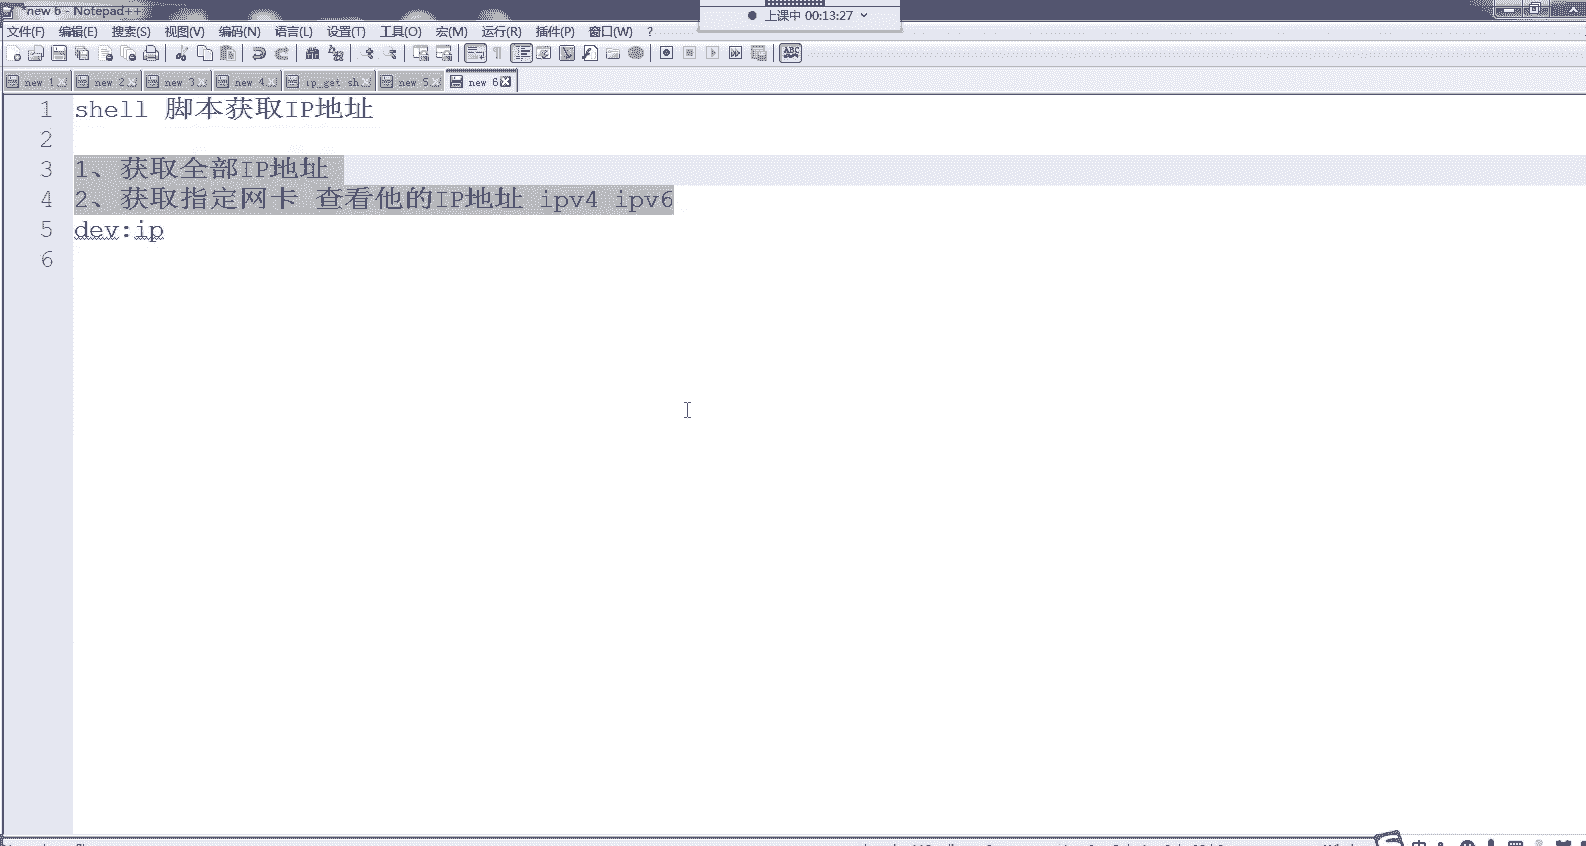 *new 6 - Notepad++
上课中 00:13:27
文件(F) 编辑(E) 搜索(S) 视图(V) 编码(N) 语言(L) 设置(T) 工具(O) 宏(M) 运行(R) 插件(P) 窗口(W) ?
ABC
new 1 new 2 new 3 new 4 ip_get sh new 5 new 6
1 shell 脚本获取IP地址
2
3 1、获取全部IP地址
4 2、获取指定网卡 查看他的IP地址 ipv4 ipv6
5 dev:ip
6